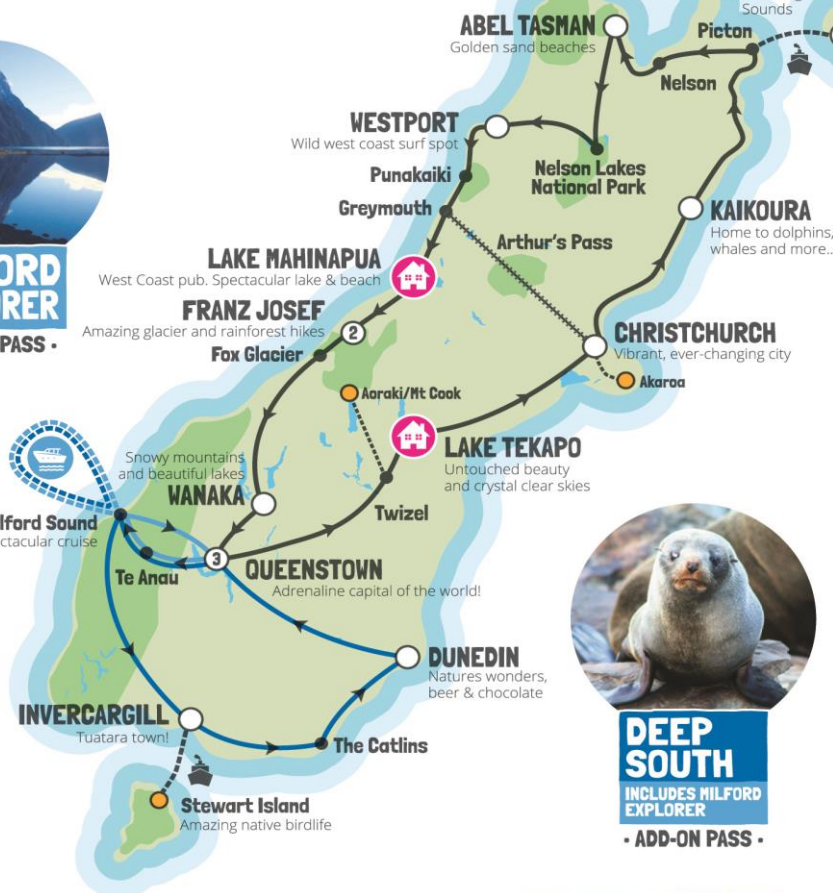 Sounds
ABEL TASMAN
Golden sand beaches
Picton
Nelson
WESTPORT
Wild west coast surf spot
Nelson Lakes
National Park
Punakaiki
Greymouth
KAIKOURA
Home to dolphins,
whales and more...
Arthur's Pass
LAKE MAHINAPUA
West Coast pub. Spectacular lake & beach
ORD
RER
PASS •
FRANZ JOSEF
Amazing glacier and rainforest hikes
2
Fox Glacier
CHRISTCHURCH
Vibrant, ever-changing city
Akaroa
Aoraki/Mt Cook
LAKE TEKAPO
Untouched beauty
and crystal clear skies
Snowy mountains
and beautiful lakes
WANAKA
Twizel
lford Sound
ctacular cruise
Te Anau
3
QUEENSTOWN
Adrenaline capital of the world!
DUNEDIN
Natures wonders,
beer & chocolate
INVERCARGILL
Tuatara town!
The Catlins
Stewart Island
Amazing native birdlife
DEEP
SOUTH
INCLUDES MILFORD
EXPLORER
• ADD-ON PASS •